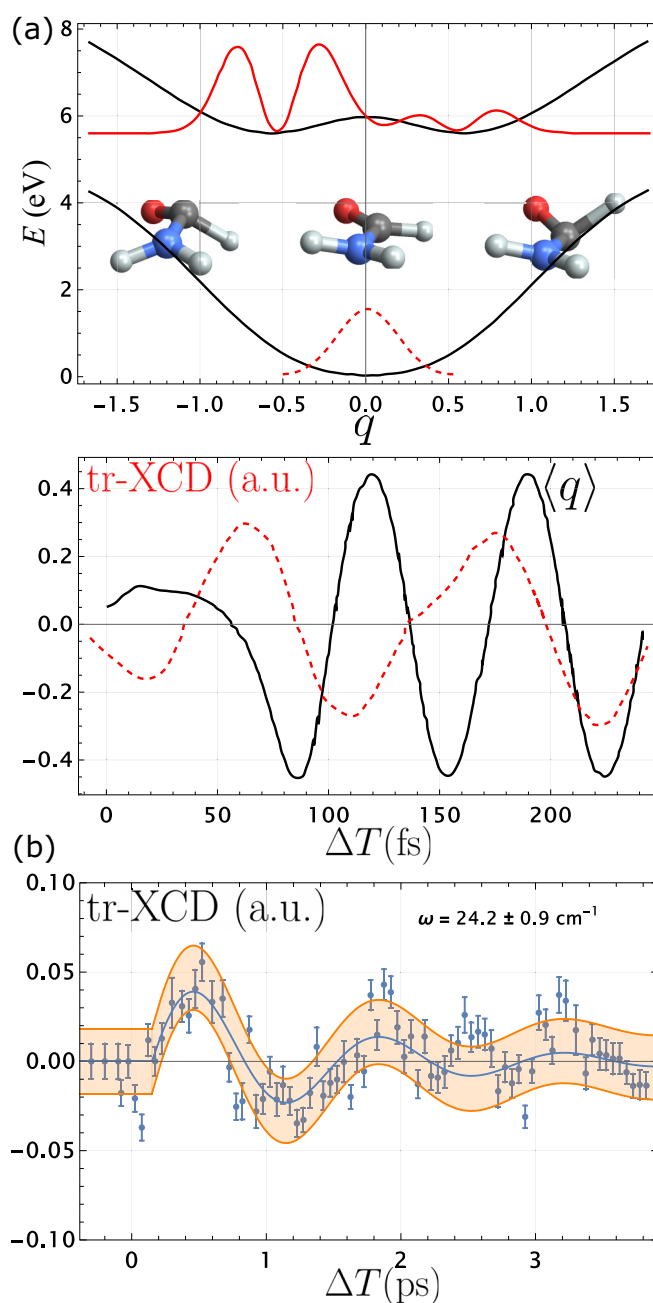 (a)
8
6
4
2
0
E (eV)
−1.5 −1.0 −0.5 0.0 0.5 1.0 1.5
q
tr-XCD (a.u.)
⟨q⟩
0.4
0.2
0.0
−0.2
−0.4
0 50 100 150 200
ΔT(fs)
(b)
tr-XCD (a.u.)
ω = 24.2 ± 0.9 cm⁻¹
0.10
0.05
0.00
−0.05
−0.10
0 1 2 3
ΔT(ps)